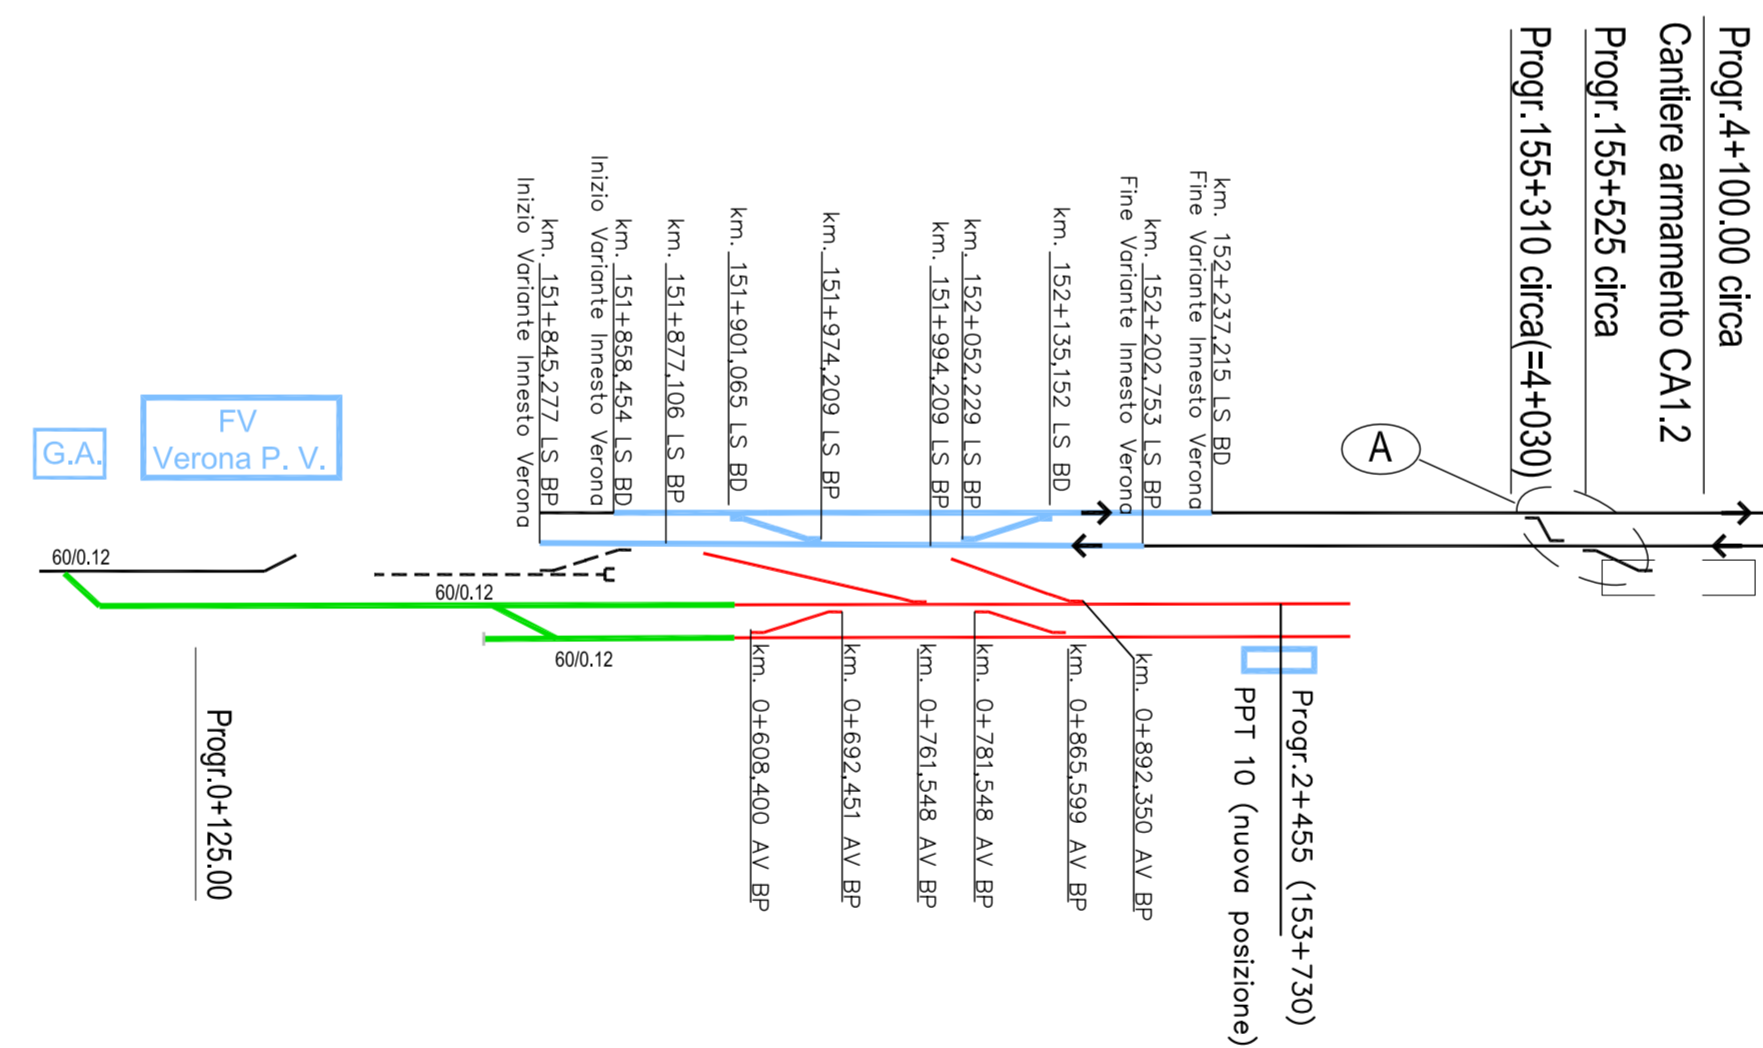 Progr.4+100.00 circa
Cantiere armamento CA1.2
Progr.155+525 circa
Progr.155+310 circa(=4+030)
A
km. 152+237,215 LS BD
Fine Variante Innesto Verona
km. 152+202,753 LS BP
Fine Variante Innesto Verona
km. 152+135,152 LS BD
km. 152+052,229 LS BP
km. 151+994,209 LS BP
km. 151+974,209 LS BP
km. 151+901,065 LS BD
km. 151+877,106 LS BP
km. 151+858,454 LS BD
Inizio Variante Innesto Verona
km. 151+845,277 LS BP
Inizio Variante Innesto Verona
FV
Verona P. V.
G.A.
60/0.12
60/0.12
60/0.12
Progr.0+125.00
km. 0+608,400 AV BP
km. 0+692,451 AV BP
km. 0+761,548 AV BP
km. 0+781,548 AV BP
km. 0+865,599 AV BP
km. 0+892,350 AV BP
Progr.2+455 (153+730)
PPT 10 (nuova posizione)